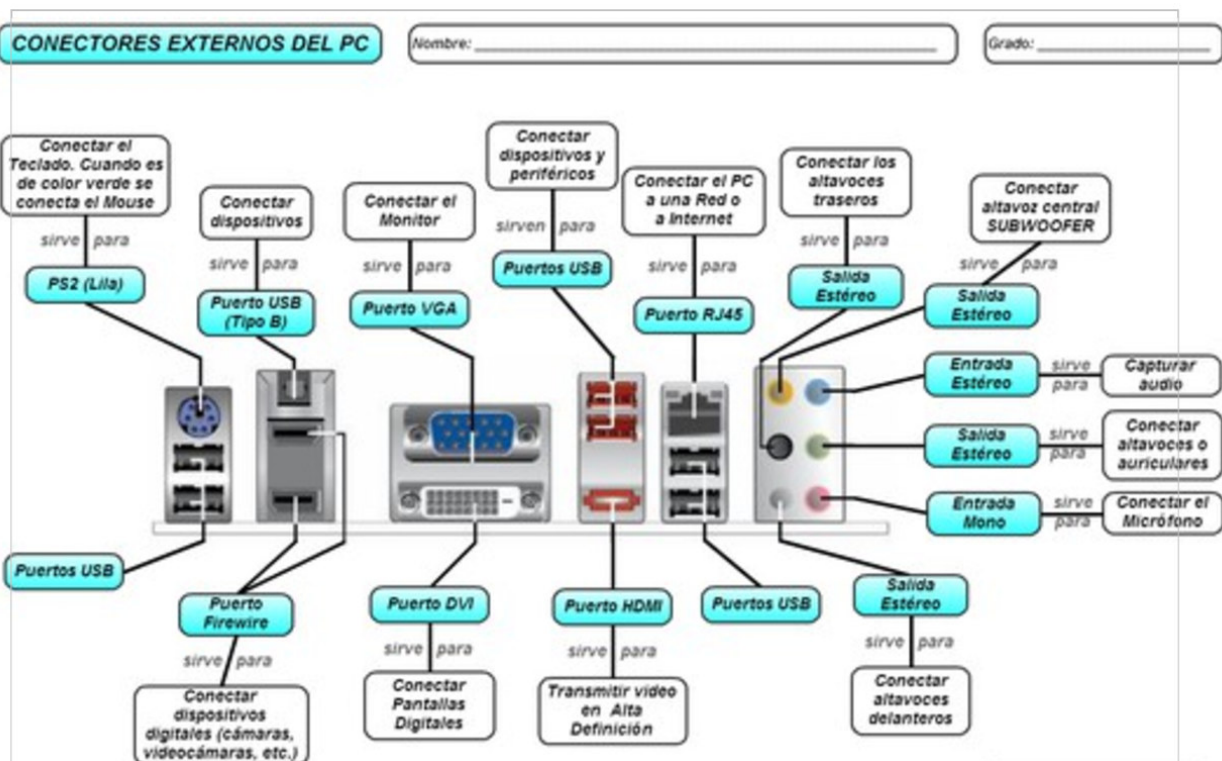 CONECTORES EXTERNOS DEL PC
Nombre:
Grado:
Conectar el
Teclado. Cuando es
de color verde se
conecta el Mouse
sirve para
PS2 (Lila)
Conectar
dispositivos
sirve para
Puerto USB
(Tipo B)
Conectar el
Monitor
sirve para
Puerto VGA
Conectar
dispositivos y
periféricos
sirven para
Puertos USB
Conectar el PC
a una Red o
a Internet
sirve para
Puerto RJ45
Conectar los
altavoces
traseros
sirve para
Salida
Estéreo
Conectar
altavoz central
SUBWOOFER
sirve para
Salida
Estéreo
Entrada
Estéreo
sirve
para
Capturar
audio
Salida
Estéreo
sirve
para
Conectar
altavoces o
auriculares
Entrada
Mono
sirve
para
Conectar el
Micrófono
Puertos USB
Puerto
Firewire
sirve para
Conectar
dispositivos
digitales (cámaras,
videocámaras, etc.)
Puerto DVI
sirve para
Conectar
Pantallas
Digitales
Puerto HDMI
sirve para
Transmitir video
en Alta
Definición
Puertos USB
Salida
Estéreo
sirve para
Conectar
altavoces
delanteros